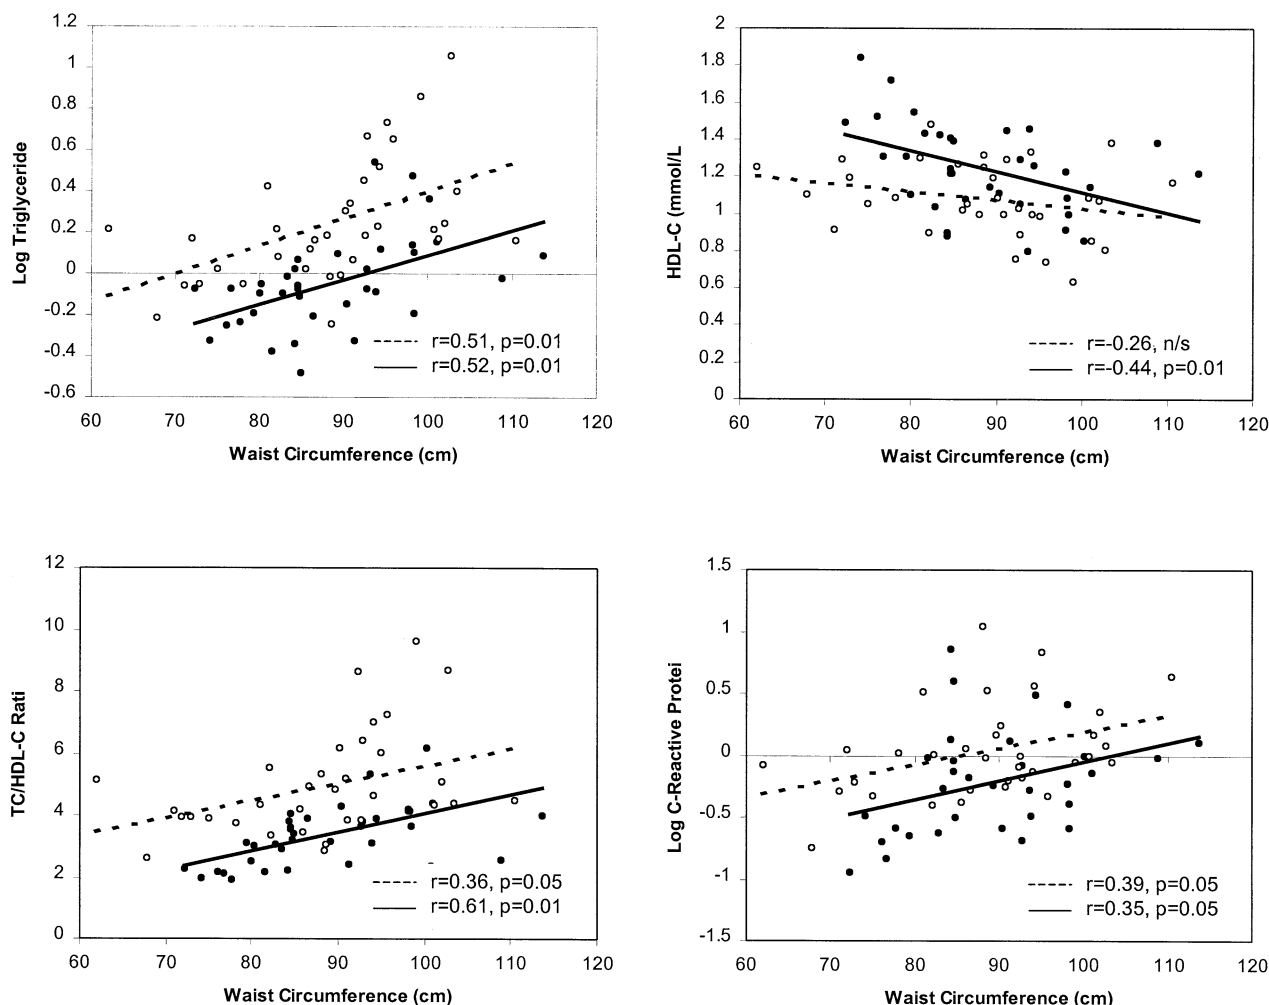 1.2
1
0.8
0.6
0.4
0.2
0
-0.2
-0.4
-0.6
Log Triglyceride
r=0.51, p=0.01
r=0.52, p=0.01
60 70 80 90 100 110 120
Waist Circumference (cm)
2
1.8
1.6
1.4
1.2
1
0.8
0.6
0.4
0.2
0
HDL-C (mmol/L
r=-0.26, n/s
r=-0.44, p=0.01
60 70 80 90 100 110 120
Waist Circumference (cm)
12
10
8
6
4
2
0
TC/HDL-C Rati
r=0.36, p=0.05
r=0.61, p=0.01
60 70 80 90 100 110 120
Waist Circumference (cm)
1.5
1
0.5
0
-0.5
-1
-1.5
Log C-Reactive Protei
r=0.39, p=0.05
r=0.35, p=0.05
60 70 80 90 100 110 120
Waist Circumference (cm)